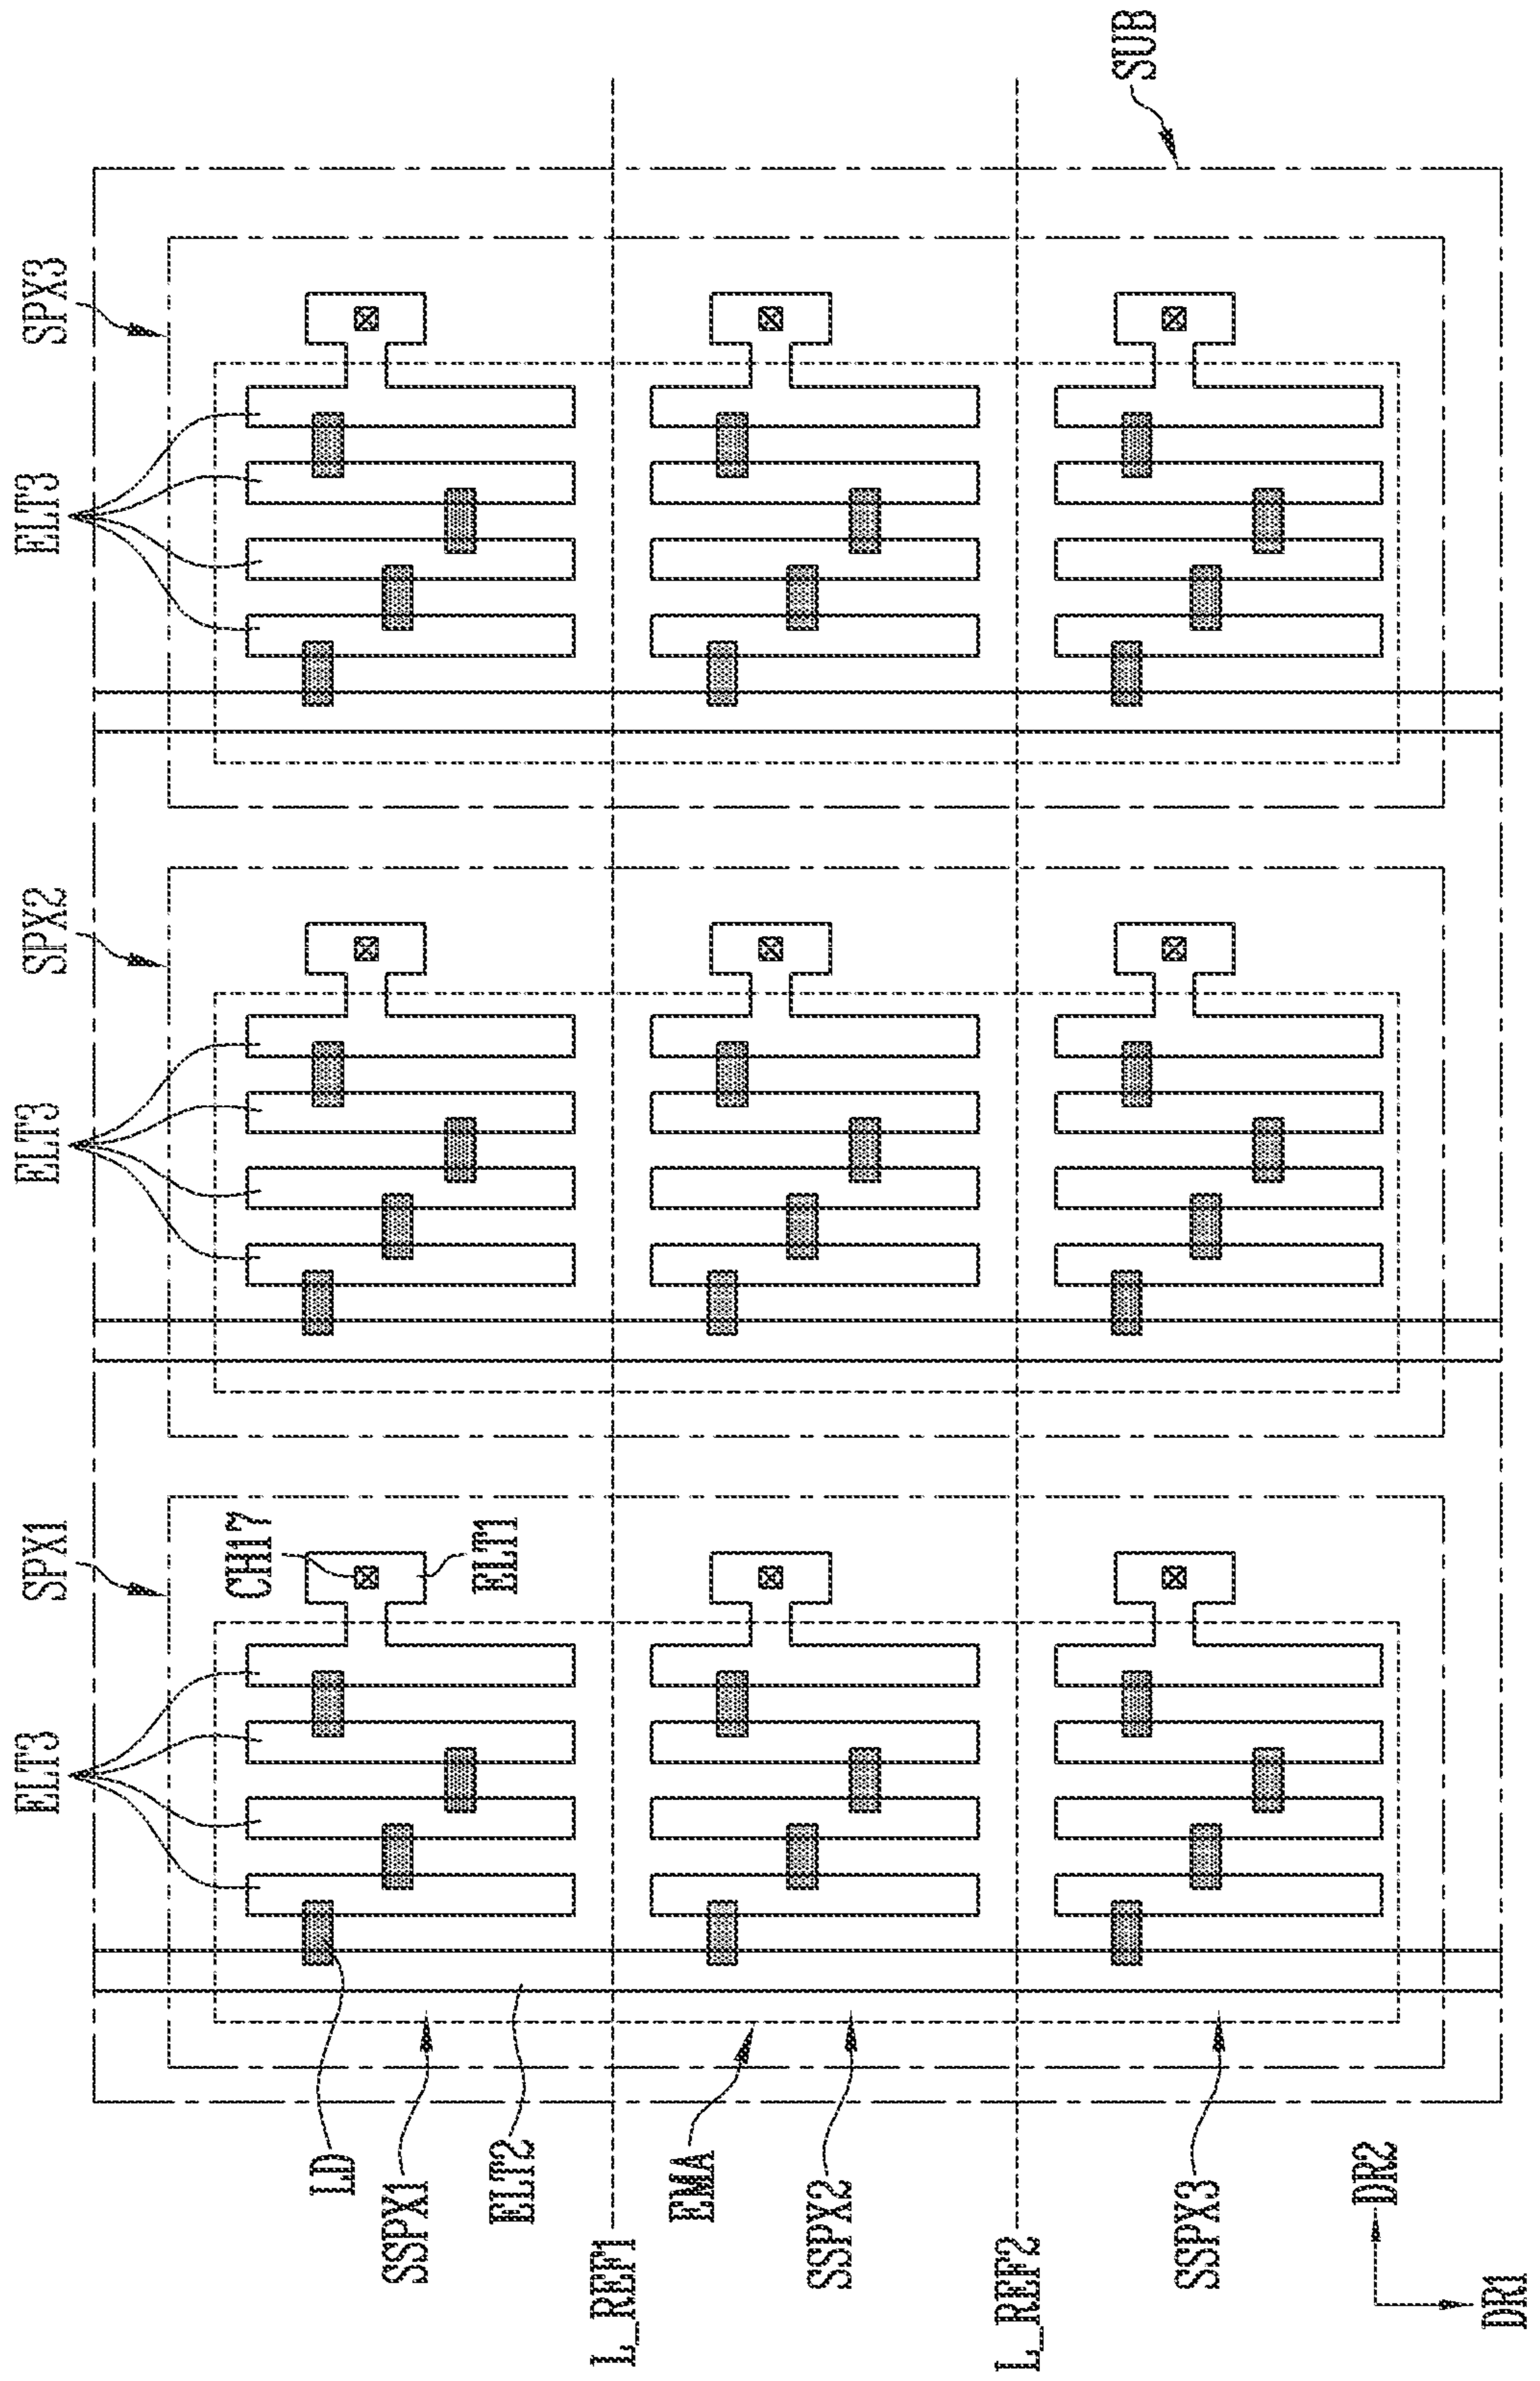 SPX1
SPX2
SPX3
ELT3
ELT3
ELT3
CH17
ELT1
SUB
LD
SSPX1
ELT2
L_REF1
EMA
SSPX2
L_REF2
SSPX3
DR2
DR1